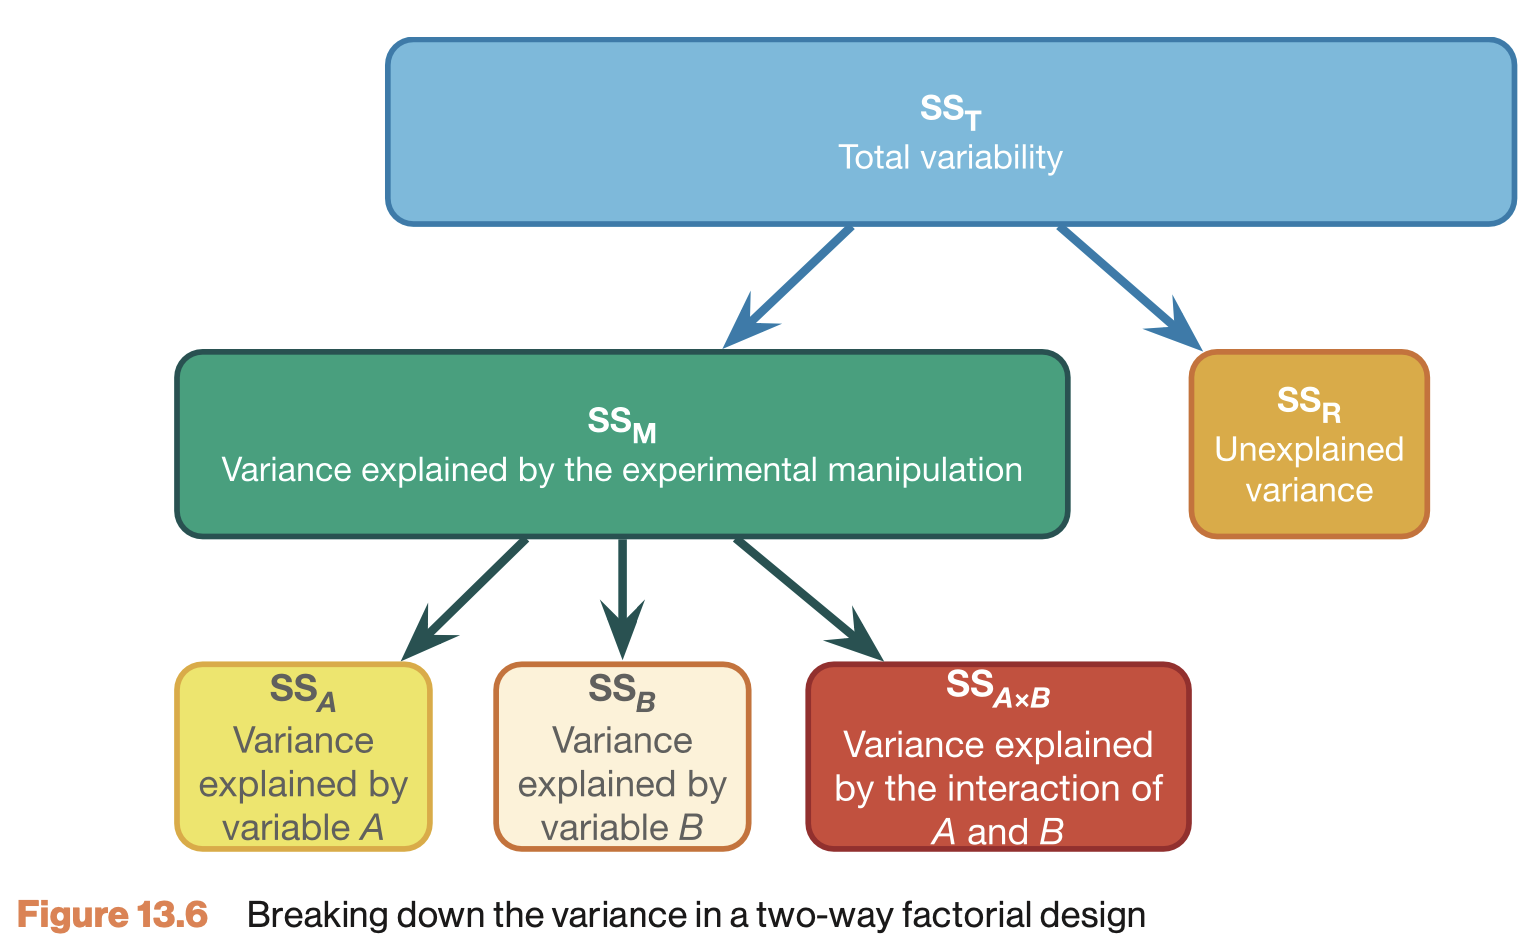 SS_T
Total variability
SS_M
Variance explained by the experimental manipulation
SS_R
Unexplained
variance
SS_A
Variance
explained by
variable A
SS_B
Variance
explained by
variable B
SS_A×B
Variance explained
by the interaction of
A and B
Figure 13.6 Breaking down the variance in a two-way factorial design